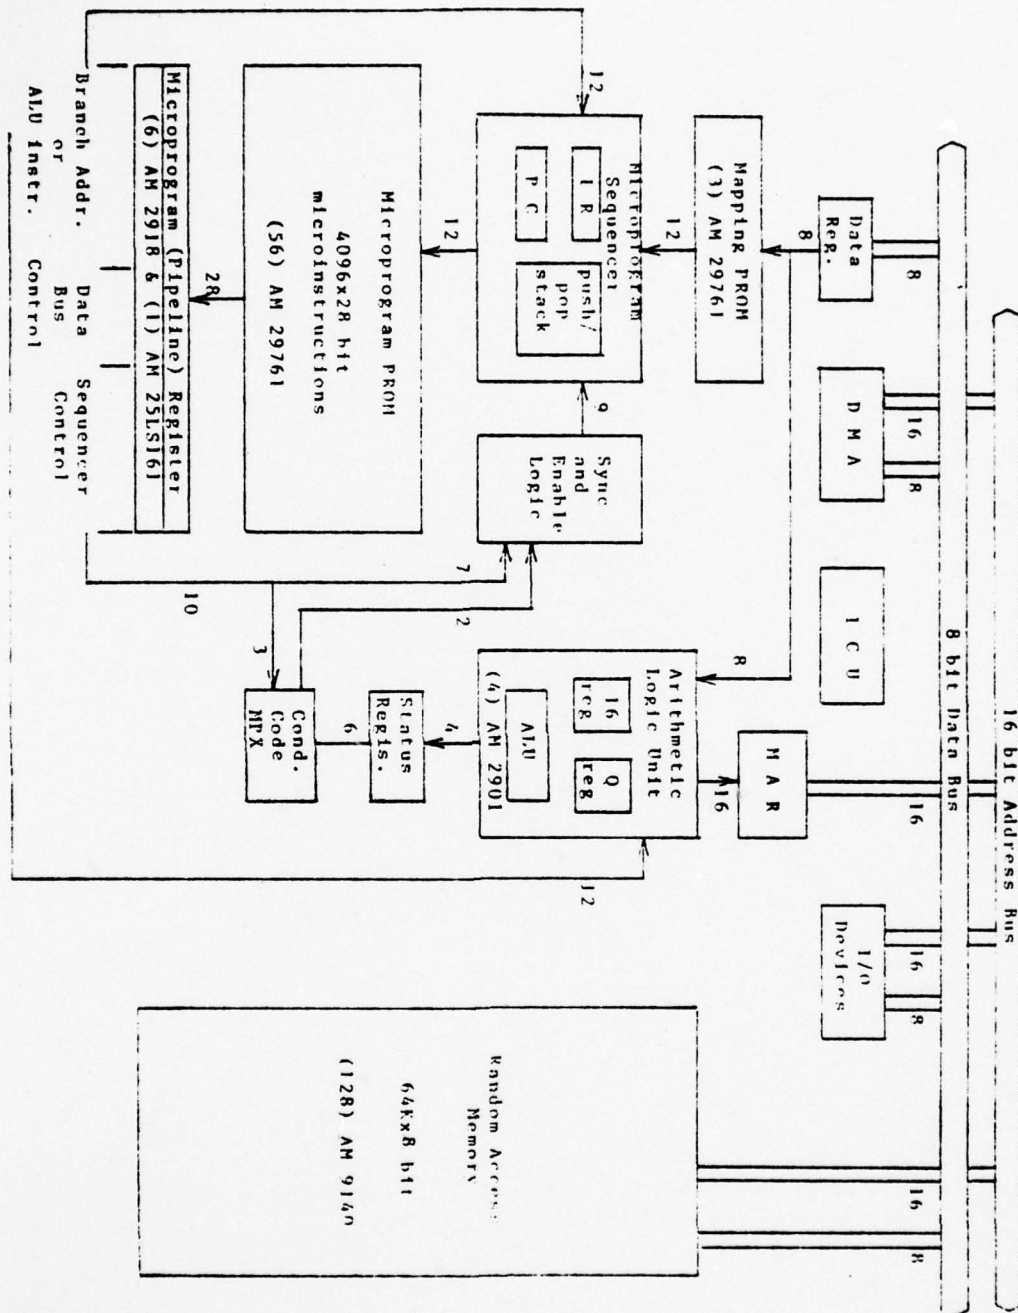 16 bit Address Bus
8 bit Data Bus
8
16
8
16
16
8
16
8
Data
Reg.
D M A
I C U
M A R
I/O
Devices
8
16
8
Mapping PROM
(3) AM 29761
12
12
Microprogram
Sequencer
I R
P C
push/
pop
stack
9
Sync
and
Enable
Logic
Arithmetic
Logic Unit
16
reg
Q
reg
ALU
(4) AM 2901
12
Random Access
Memory
64Kx8 bit
(128) AM 9140
12
7
2
4
Status
Regis.
6
Cond.
Code
MPX
3
10
Microprogram PROM
4096x28 bit
microinstructions
(56) AM 29761
28
Microprogram (Pipeline) Register
(6) AM 2918 & (1) AM 25LS161
Branch Addr. Data Sequencer
or Bus Control
ALU instr. Control